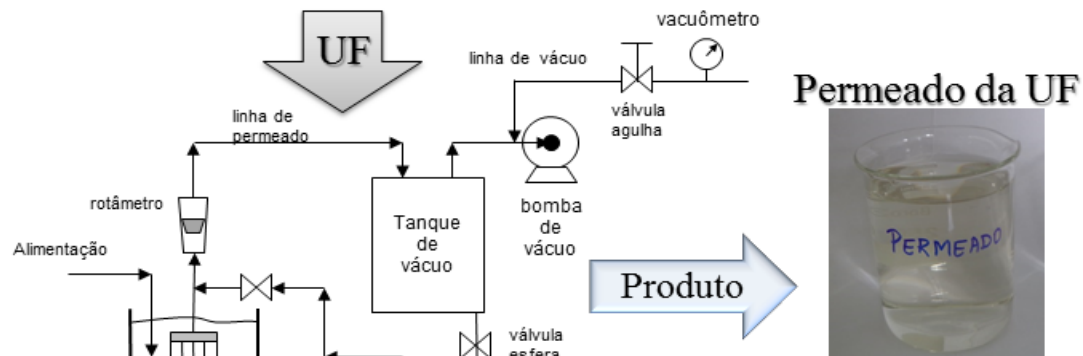 UF
vacuômetro
linha de vácuo
Permeado da UF
válvula
agulha
linha de
permeado
rotâmetro
bomba
de
vácuo
Tanque
de
vácuo
PERMEADO
Alimentação
Produto
válvula
esfera